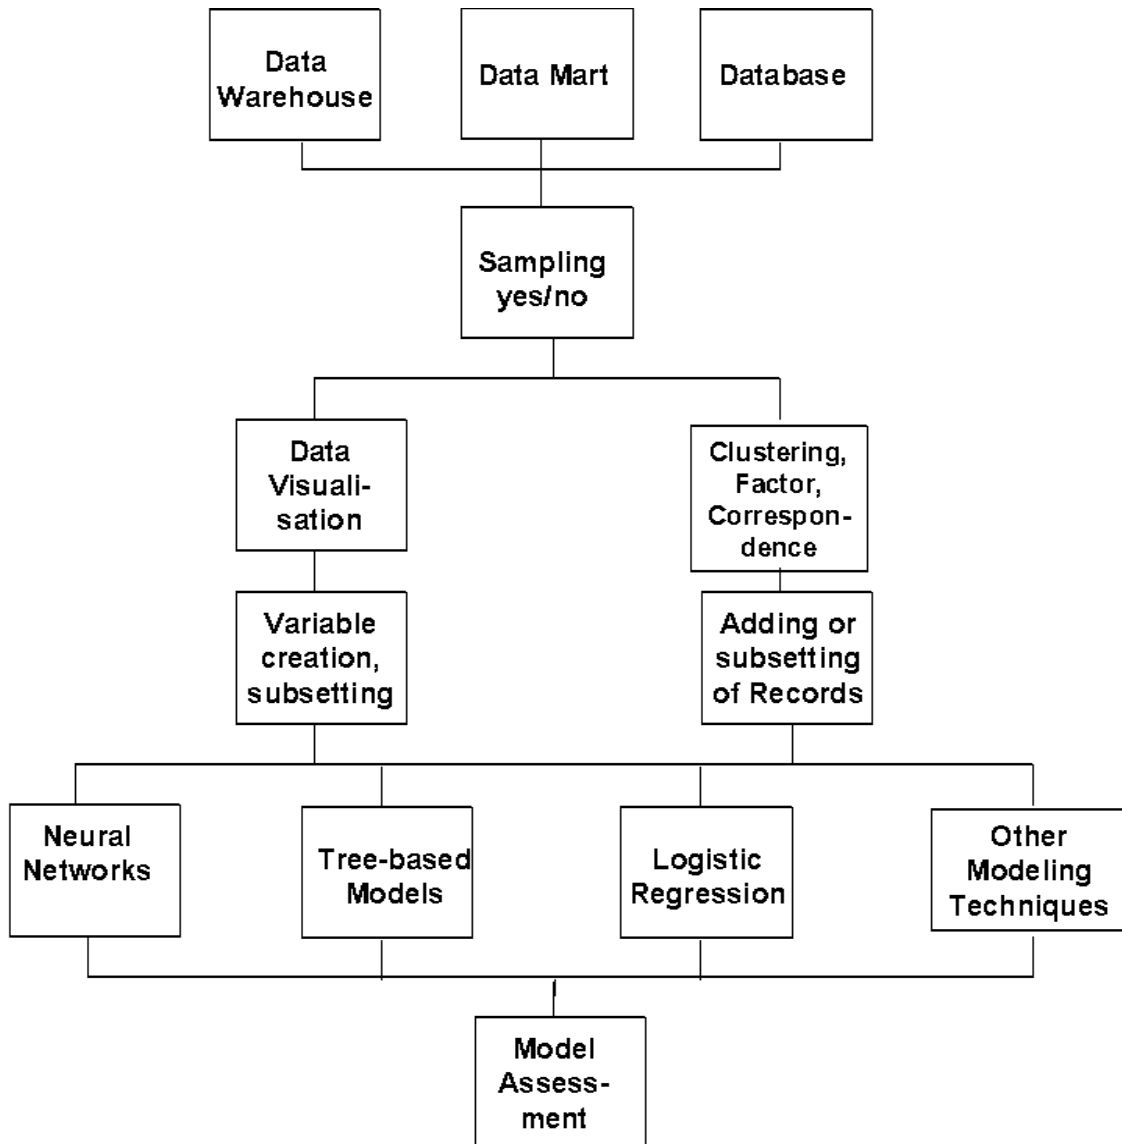 Data
Warehouse
Data Mart
Database
Sampling
yes/no
Data
Visuali-
sation
Clustering,
Factor,
Correspon-
dence
Variable
creation,
subsetting
Adding or
subsetting
of Records
Neural
Networks
Tree-based
Models
Logistic
Regression
Other
Modeling
Techniques
Model
Assess-
ment